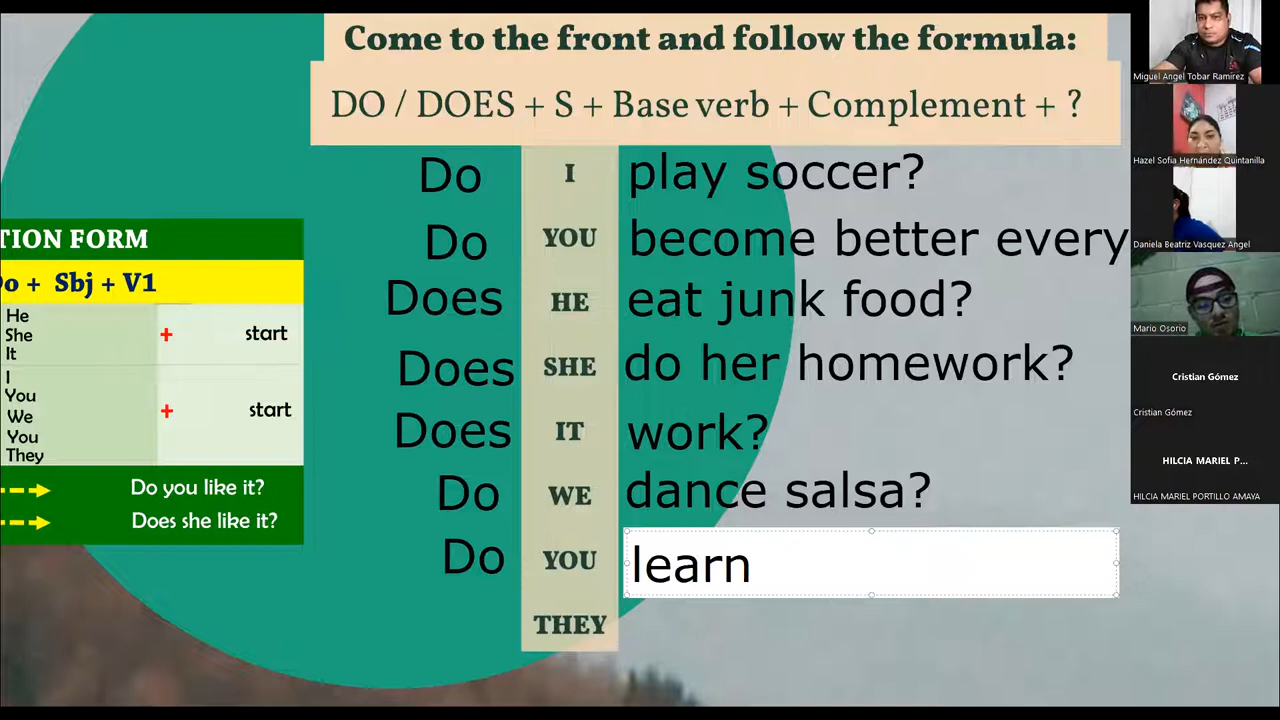 Come to the front and follow the formula:
DO / DOES + S + Base verb + Complement + ?
Do I play soccer?
Do YOU become better every
Does HE eat junk food?
Does SHE do her homework?
Does IT work?
Do WE dance salsa?
Do YOU learn
THEY
TION FORM
Do + Sbj + V1
He
She + start
It
I
You
We + start
You
They
Do you like it?
Does she like it?
Miguel Angel Tobar Ramirez
Hazel Sofia Hernández Quintanilla
Daniela Beatriz Vasquez Angel
Mario Osorio
Cristian Gómez
Cristian Gómez
HILCIA MARIEL P...
HILCIA MARIEL PORTILLO AMAYA